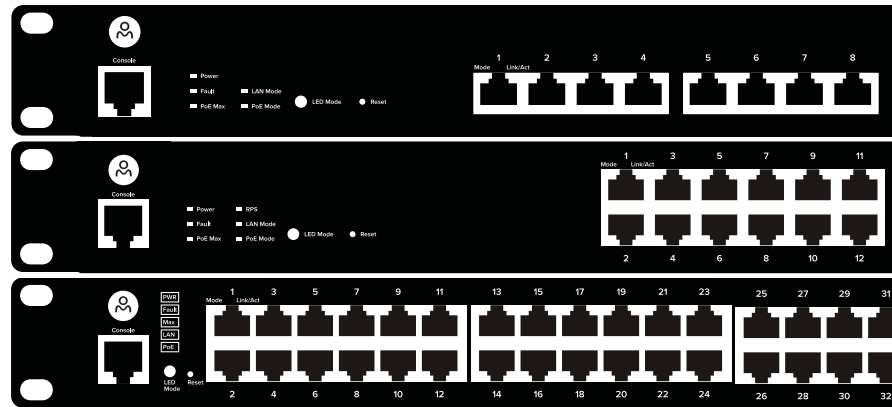 Console
Power
Fault LAN Mode
PoE Max PoE Mode
LED Mode Reset
1 2 3 4 5 6 7 8
Mode Link/Act
Console
Power RPS
Fault LAN Mode
PoE Max PoE Mode
LED Mode Reset
1 3 5 7 9 11
Mode Link/Act
2 4 6 8 10 12
Console
PWR
Fault
Max
LAN
PoE
LED Mode
Reset
1 3 5 7 9 11 13 15 17 19 21 23 25 27 29 31
Mode Link/Act
2 4 6 8 10 12 14 16 18 20 22 24 26 28 30 32